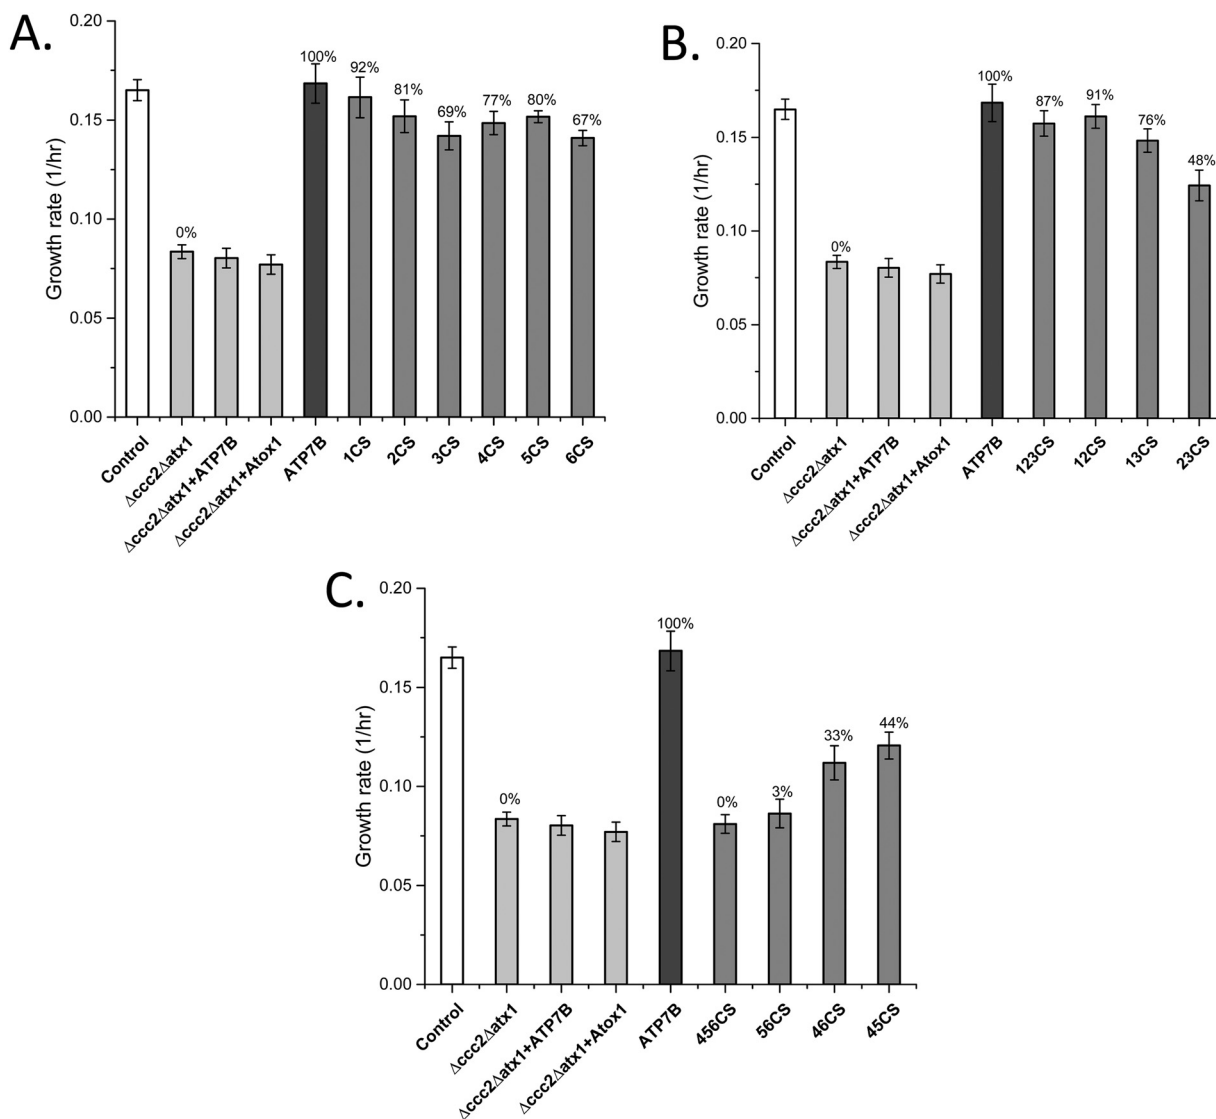 A.
Growth rate (1/hr)
0.20
0.15
0.10
0.05
0.00
0%
100%
92%
81%
69%
77%
80%
67%
Control
Δccc2Δatx1
Δccc2Δatx1+ATP7B
Δccc2Δatx1+Atox1
ATP7B
1CS
2CS
3CS
4CS
5CS
6CS
B.
Growth rate (1/hr)
0.20
0.15
0.10
0.05
0.00
0%
100%
87%
91%
76%
48%
Control
Δccc2Δatx1
Δccc2Δatx1+ATP7B
Δccc2Δatx1+Atox1
ATP7B
123CS
12CS
13CS
23CS
C.
Growth rate (1/hr)
0.20
0.15
0.10
0.05
0.00
0%
100%
0%
3%
33%
44%
Control
Δccc2Δatx1
Δccc2Δatx1+ATP7B
Δccc2Δatx1+Atox1
ATP7B
456CS
56CS
46CS
45CS